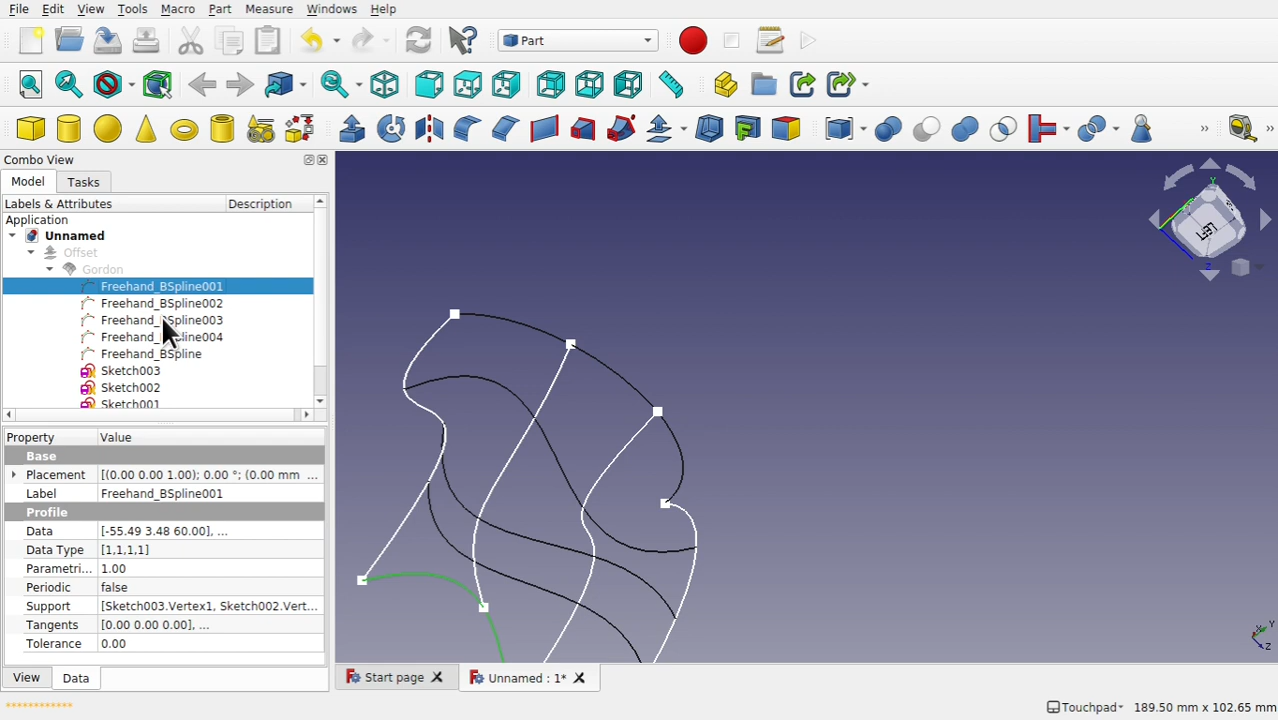 File Edit View Tools Macro Part Measure Windows Help
Part
Combo View
Model Tasks
Labels & Attributes Description
Application
Unnamed
Offset
Gordon
Freehand_BSpline001
Freehand_BSpline002
Freehand_BSpline003
Freehand_BSpline004
Freehand_BSpline
Sketch003
Sketch002
Sketch001
Property Value
Base
Placement [(0.00 0.00 1.00); 0.00 °; (0.00 mm ...
Label Freehand_BSpline001
Profile
Data [-55.49 3.48 60.00], ...
Data Type [1,1,1,1]
Parametri... 1.00
Periodic false
Support [Sketch003.Vertex1, Sketch002.Vert...
Tangents [0.00 0.00 0.00], ...
Tolerance 0.00
View Data
Start page
Unnamed : 1*
Y
Z
X Y
Z
************
Touchpad 189.50 mm x 102.65 mm